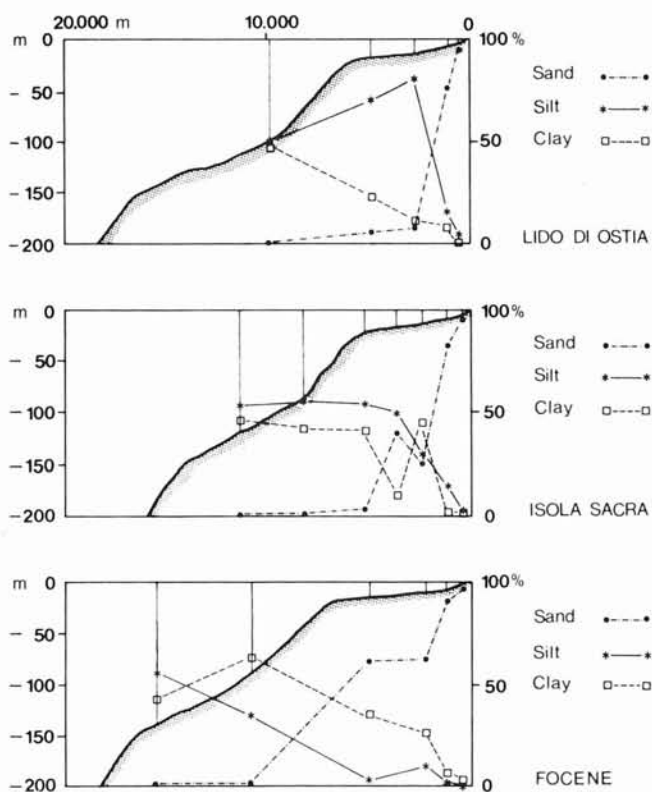 20.000 m 10.000 0
m 0 100 %
-50
-100 50
-150
-200 0
Sand
Silt
Clay
LIDO DI OSTIA
m 0 100 %
-50
-100 50
-150
-200 0
Sand
Silt
Clay
ISOLA SACRA
m 0 100 %
-50
-100 50
-150
-200 0
Sand
Silt
Clay
FOCENE